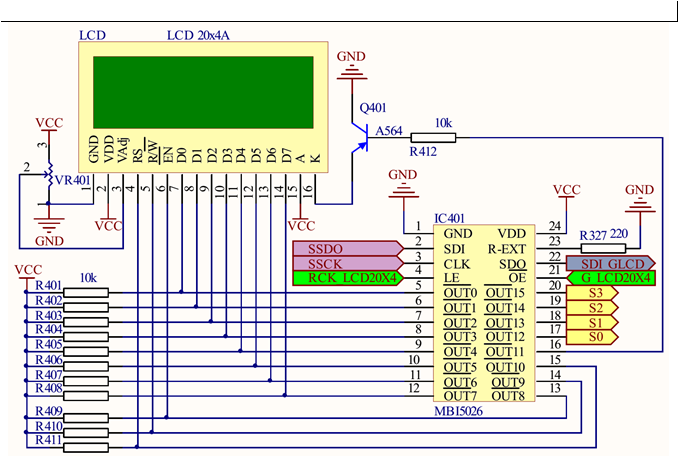 LCD LCD 20x4A
GND
Q401
A564
10k
R412
VCC
3
2
VR401
GND
GND VDD VAdj RS R/W EN D0 D1 D2 D3 D4 D5 D6 D7 A K
1 2 3 4 5 6 7 8 9 10 11 12 13 14 15 16
VCC
VCC
GND
VCC
GND
IC401
R327 220
1 GND VDD 24
SSDO 2 SDI R-EXT 23
SSCK 3 CLK SDO 22 SDI GLCD
RCK LCD20X4 4 LE OE 21 G LCD20X4
5 OUT0 OUT15 20 S3
6 OUT1 OUT14 19 S2
7 OUT2 OUT13 18 S1
8 OUT3 OUT12 17 S0
9 OUT4 OUT11 16
10 OUT5 OUT10 15
11 OUT6 OUT9 14
12 OUT7 OUT8 13
MBI5026
VCC
R401 10k
R402
R403
R404
R405
R406
R407
R408
R409
R410
R411